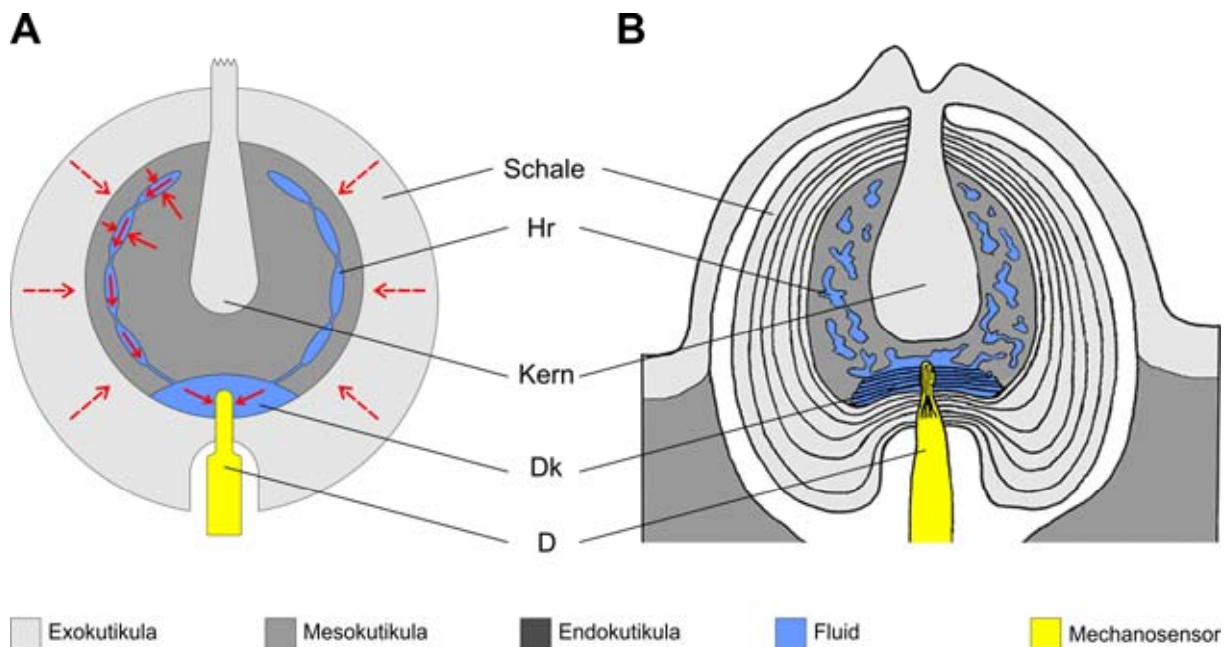 A
B
Schale
Hr
Kern
Dk
D
Exokutikula Mesokutikula Endokutikula Fluid Mechanosensor